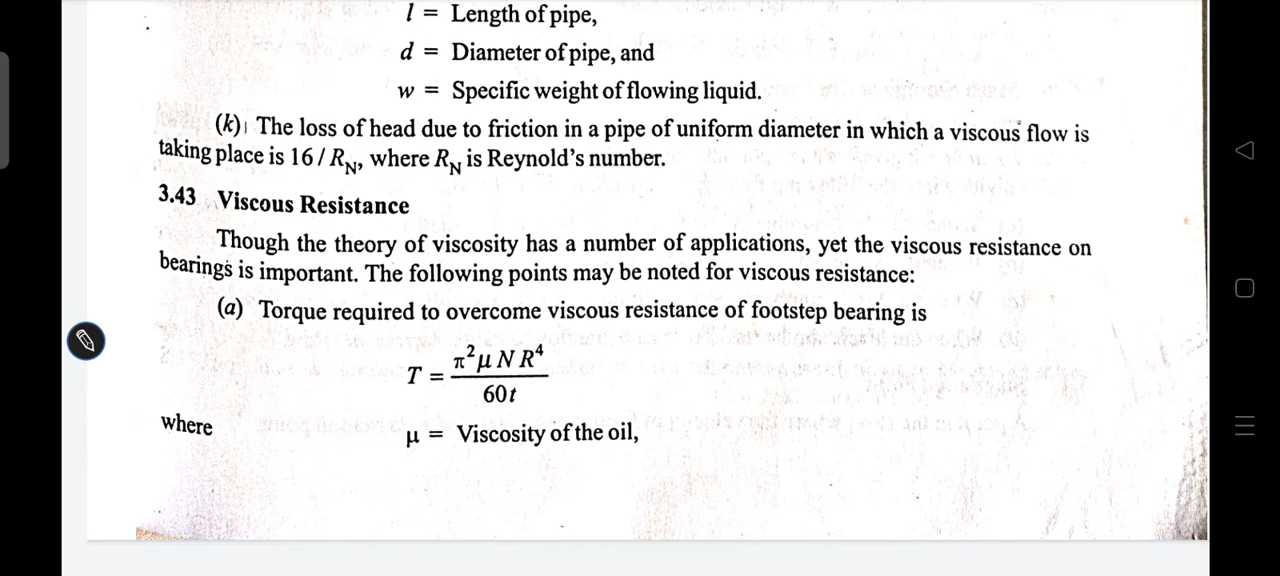 l = Length of pipe,
d = Diameter of pipe, and
w = Specific weight of flowing liquid.
(k) The loss of head due to friction in a pipe of uniform diameter in which a viscous flow is
taking place is 16 / R_N, where R_N is Reynold's number.
3.43 Viscous Resistance
Though the theory of viscosity has a number of applications, yet the viscous resistance on
bearings is important. The following points may be noted for viscous resistance:
(a) Torque required to overcome viscous resistance of footstep bearing is
T = π²μ N R⁴ / 60t
where μ = Viscosity of the oil,